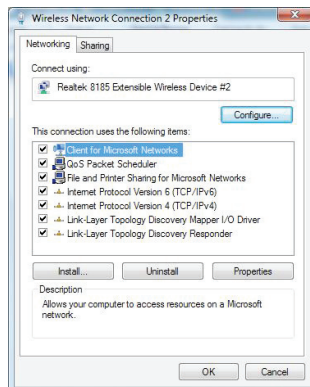 Wireless Network Connection 2 Properties
Networking Sharing
Connect using:
Realtek 8185 Extensible Wireless Device #2
Configure...
This connection uses the following items:
Client for Microsoft Networks
QoS Packet Scheduler
File and Printer Sharing for Microsoft Networks
Internet Protocol Version 6 (TCP/IPv6)
Internet Protocol Version 4 (TCP/IPv4)
Link-Layer Topology Discovery Mapper I/O Driver
Link-Layer Topology Discovery Responder
Install... Uninstall Properties
Description
Allows your computer to access resources on a Microsoft
network.
OK Cancel